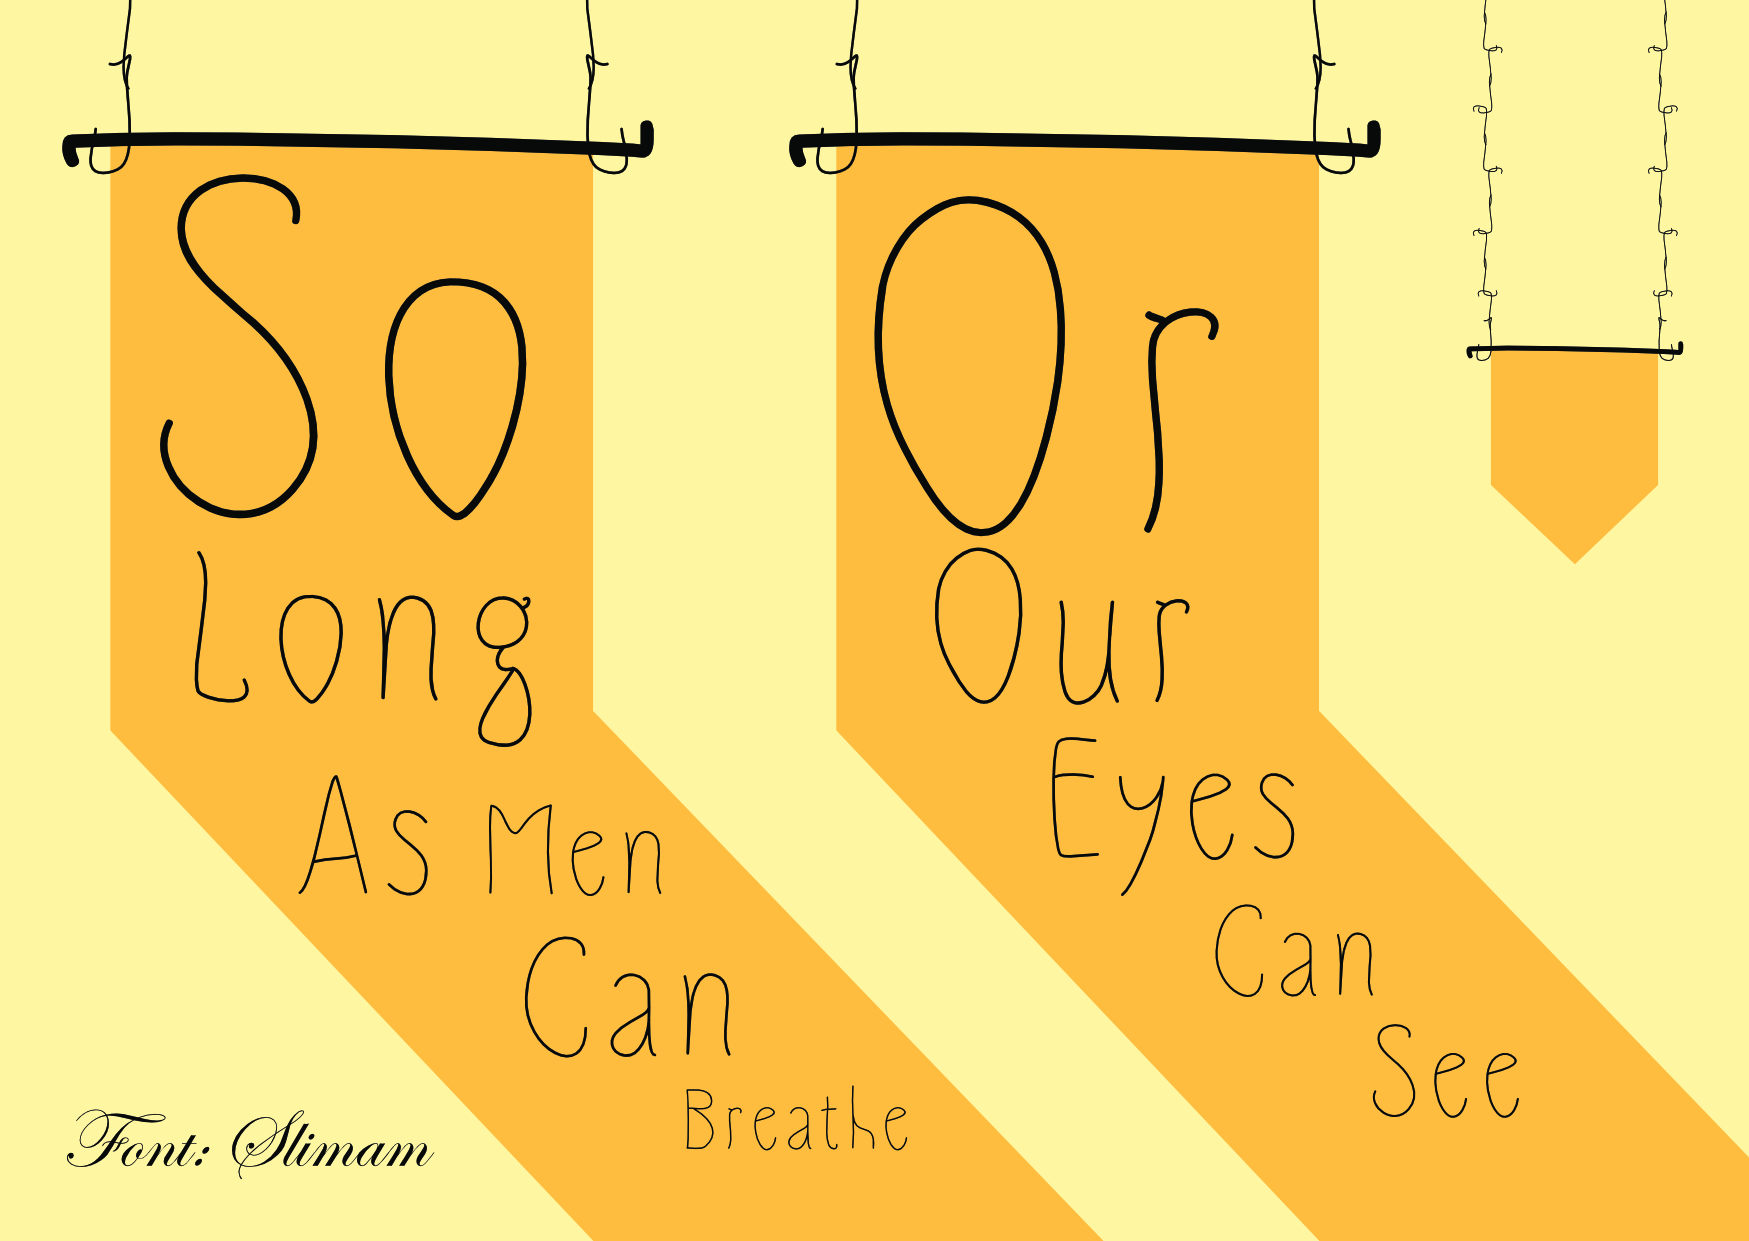 So
Long
As Men
Can
Breathe
Or
Our
Eyes
Can
See
Font: Slimam